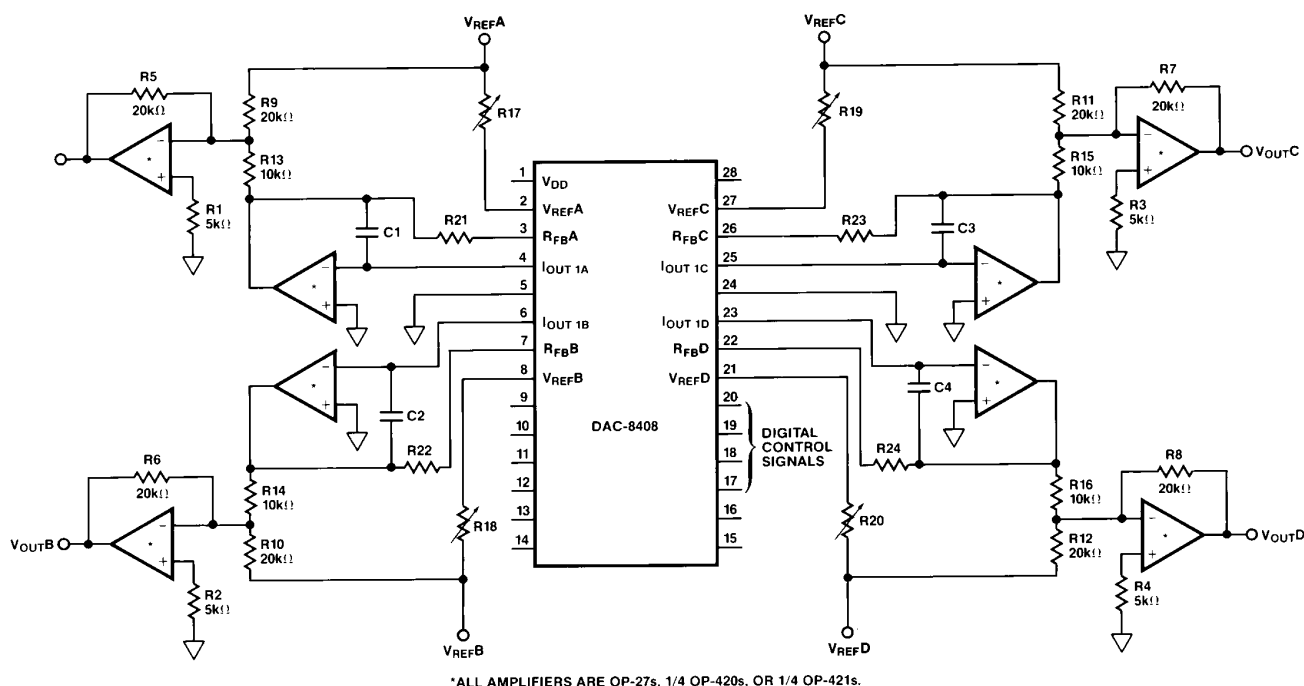 VREFA
VREFC
R5
20kΩ
R9
20kΩ
R17
R19
R11
20kΩ
R7
20kΩ
*
R13
10kΩ
R15
10kΩ
*
VOUTC
R1
5kΩ
R3
5kΩ
C1
R21
R23
C3
*
*
1
VDD
2
VREFA
3
RFBA
4
IOUT 1A
5
6
IOUT 1B
7
RFBB
8
VREFB
9
10
11
12
13
14
DAC-8408
28
27
VREFC
26
RFBC
25
IOUT 1C
24
23
IOUT 1D
22
RFBD
21
VREFD
20
19
18
17
16
15
DIGITAL
CONTROL
SIGNALS
*
*
C2
C4
R22
R24
R6
20kΩ
R14
10kΩ
R18
R20
R16
10kΩ
R8
20kΩ
VOUTB
*
R10
20kΩ
R12
20kΩ
*
VOUTD
R2
5kΩ
R4
5kΩ
VREFB
VREFD
- + - + - + - +
- + - + - + - +
*ALL AMPLIFIERS ARE OP-27s, 1/4 OP-420s, OR 1/4 OP-421s.